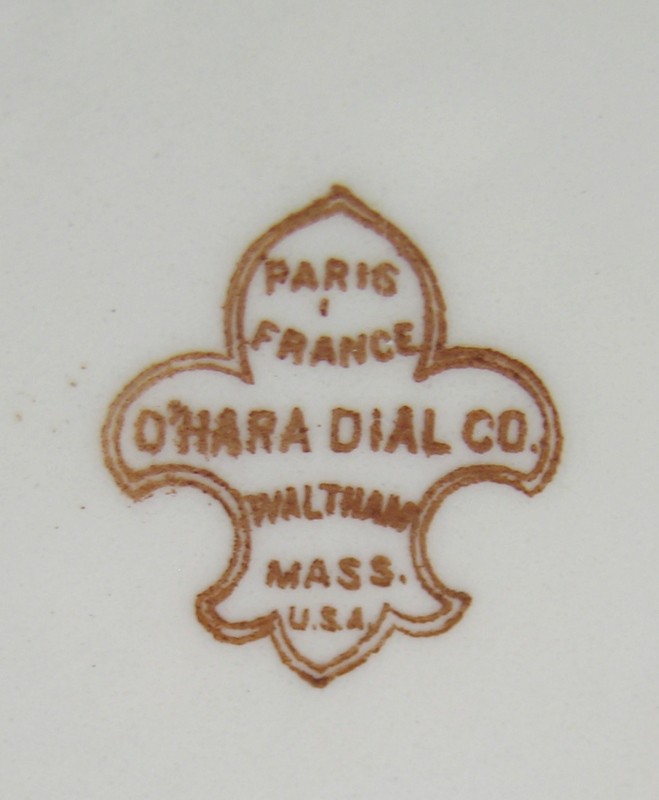 PARIS
FRANCE
O'HARA DIAL CO.
WALTHAM
MASS.
U.S.A.